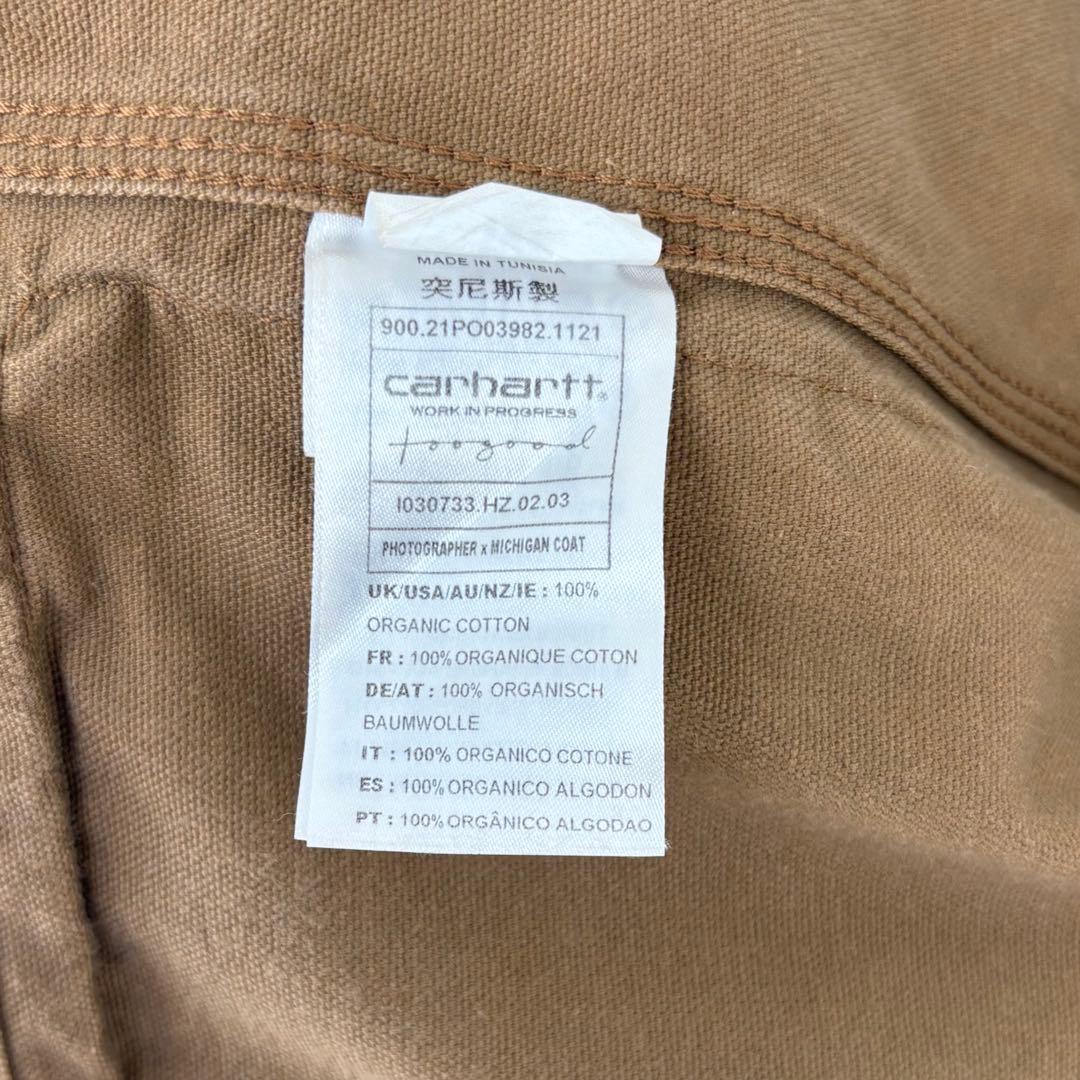 MADE IN TUNISIA
突尼斯製
900.21PO03982.1121
carhartt®
WORK IN PROGRESS
toogood
I030733.HZ.02.03
PHOTOGRAPHER x MICHIGAN COAT
UK/USA/AU/NZ/IE : 100%
ORGANIC COTTON
FR : 100% ORGANIQUE COTON
DE/AT : 100% ORGANISCH
BAUMWOLLE
IT : 100% ORGANICO COTONE
ES : 100% ORGANICO ALGODON
PT : 100% ORGÂNICO ALGODAO